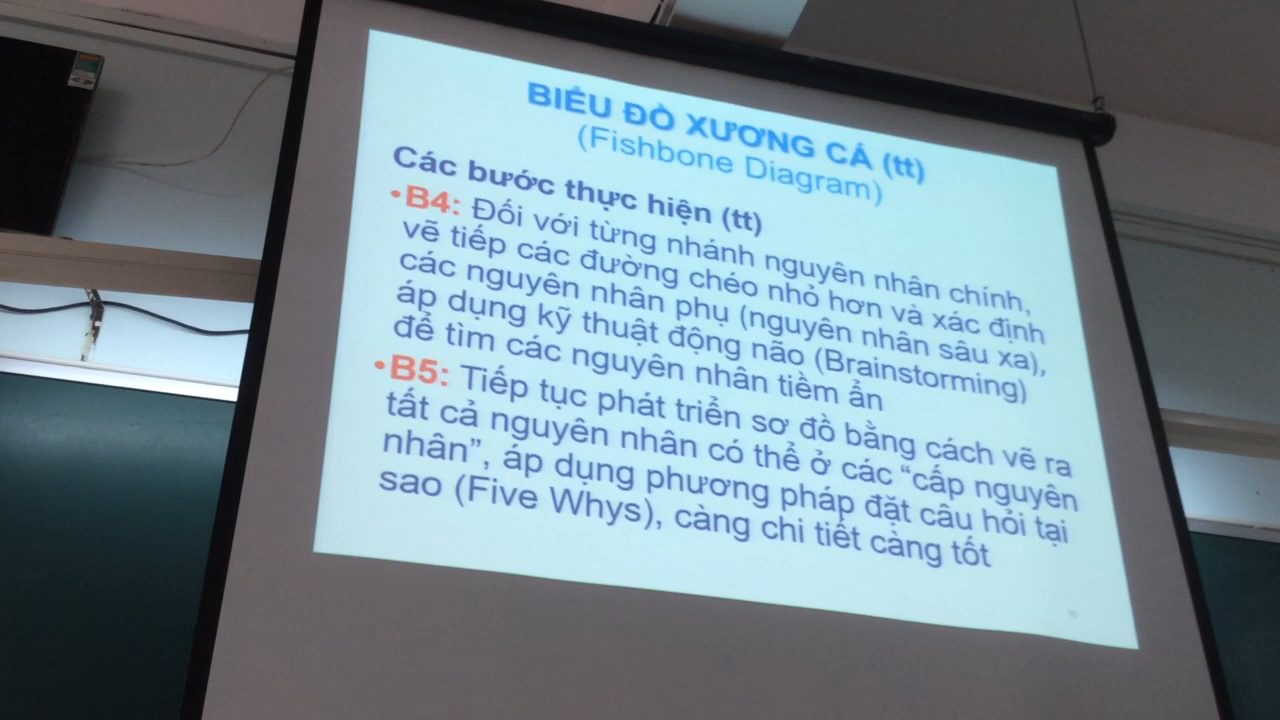 BIỂU ĐỒ XƯƠNG CÁ (tt)
(Fishbone Diagram)
Các bước thực hiện (tt)
•B4: Đối với từng nhánh nguyên nhân chính,
vẽ tiếp các đường chéo nhỏ hơn và xác định
các nguyên nhân phụ (nguyên nhân sâu xa),
áp dụng kỹ thuật động não (Brainstorming)
để tìm các nguyên nhân tiềm ẩn
•B5: Tiếp tục phát triển sơ đồ bằng cách vẽ ra
tất cả nguyên nhân có thể ở các “cấp nguyên
nhân”, áp dụng phương pháp đặt câu hỏi tại
sao (Five Whys), càng chi tiết càng tốt